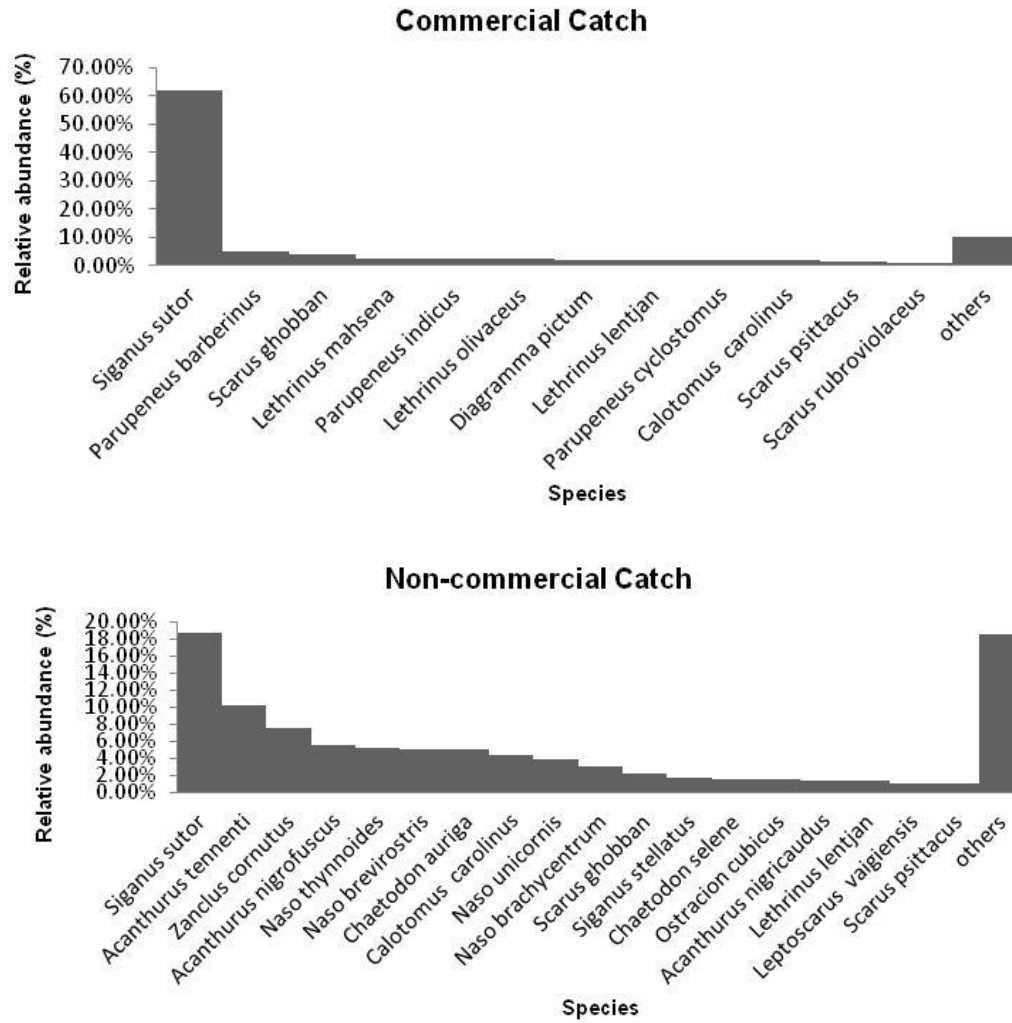 Commercial Catch
Relative abundance (%)
70.00%
60.00%
50.00%
40.00%
30.00%
20.00%
10.00%
0.00%
Siganus sutor
Parupeneus barberinus
Scarus ghobban
Lethrinus mahsena
Parupeneus indicus
Lethrinus olivaceus
Diagramma pictum
Lethrinus lentjan
Parupeneus cyclostomus
Calotomus carolinus
Scarus psittacus
Scarus rubroviolaceus
others
Species
Non-commercial Catch
Relative abundance (%)
20.00%
18.00%
16.00%
14.00%
12.00%
10.00%
8.00%
6.00%
4.00%
2.00%
0.00%
Siganus sutor
Acanthurus tennenti
Zanclus cornutus
Acanthurus nigrofuscus
Naso thynnoides
Naso brevirostris
Chaetodon auriga
Calotomus carolinus
Naso unicornis
Naso brachycentrum
Scarus ghobban
Siganus stellatus
Chaetodon selene
Ostracion cubicus
Acanthurus nigricaudus
Lethrinus lentjan
Leptoscarus vaigiensis
Scarus psittacus
others
Species